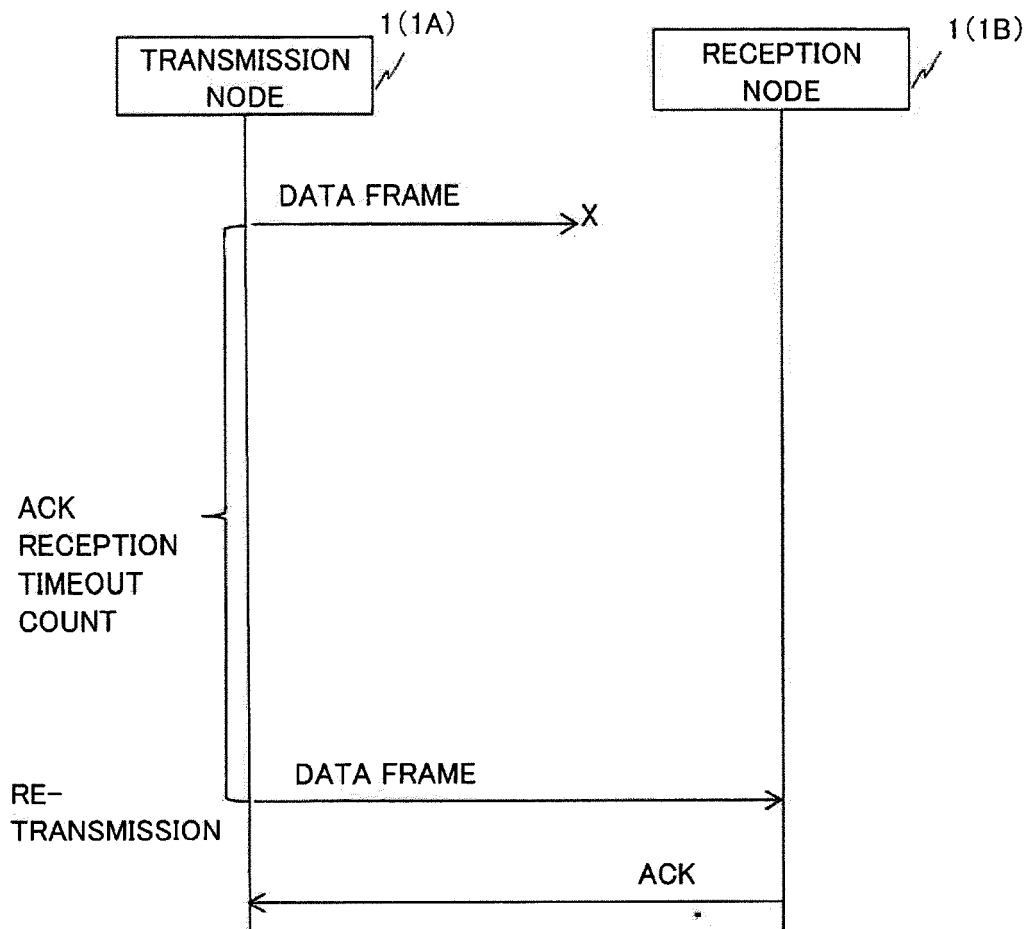 1(1A)
1(1B)
TRANSMISSION
NODE
RECEPTION
NODE
DATA FRAME
X
ACK
RECEPTION
TIMEOUT
COUNT
DATA FRAME
RE-
TRANSMISSION
ACK